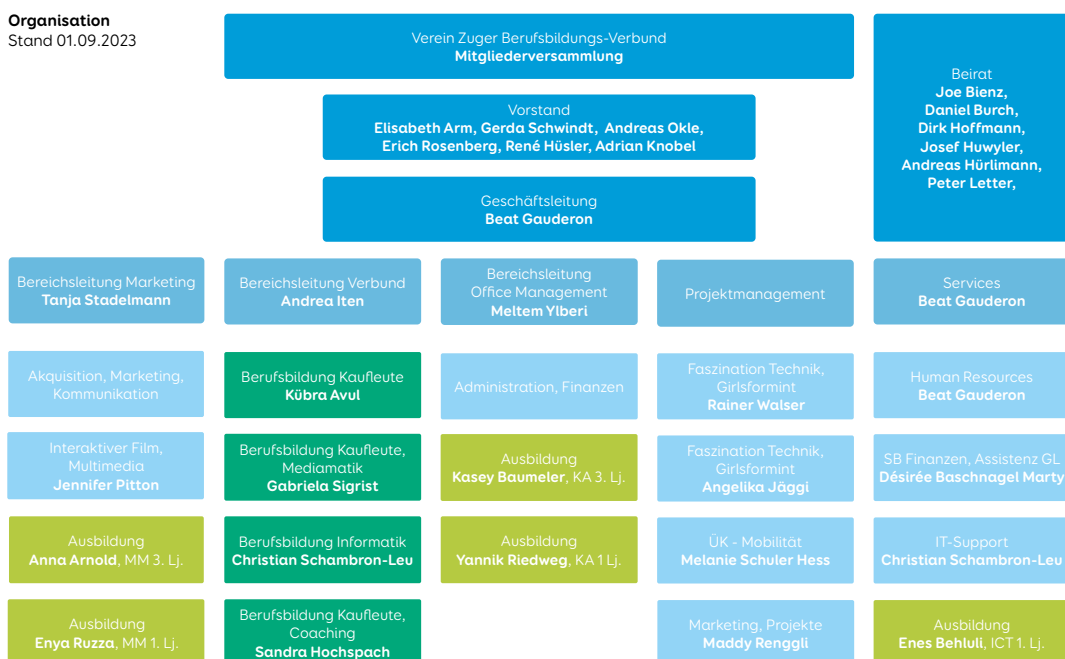 Organisation
Stand 01.09.2023
Verein Zuger Berufsbildungs-Verbund
Mitgliederversammlung
Beirat
Joe Bienz,
Daniel Burch,
Dirk Hoffmann,
Josef Huwyler,
Andreas Hürlimann,
Peter Letter,
Vorstand
Elisabeth Arm, Gerda Schwindt, Andreas Okle,
Erich Rosenberg, René Hüsler, Adrian Knobel
Geschäftsleitung
Beat Gauderon
Bereichsleitung Marketing
Tanja Stadelmann
Bereichsleitung Verbund
Andrea Iten
Bereichsleitung
Office Management
Meltem Ylberi
Projektmanagement
Services
Beat Gauderon
Akquisition, Marketing,
Kommunikation
Berufsbildung Kaufleute
Kübra Avul
Administration, Finanzen
Faszination Technik,
Girlsformint
Rainer Walser
Human Resources
Beat Gauderon
Interaktiver Film,
Multimedia
Jennifer Pitton
Berufsbildung Kaufleute,
Mediamatik
Gabriela Sigrist
Ausbildung
Kasey Baumeler, KA 3. Lj.
Faszination Technik,
Girlsformint
Angelika Jäggi
SB Finanzen, Assistenz GL
Désirée Baschnagel Marty
Ausbildung
Anna Arnold, MM 3. Lj.
Berufsbildung Informatik
Christian Schambron-Leu
Ausbildung
Yannik Riedweg, KA 1 Lj.
ÜK - Mobilität
Melanie Schuler Hess
IT-Support
Christian Schambron-Leu
Ausbildung
Enya Ruzza, MM 1. Lj.
Berufsbildung Kaufleute,
Coaching
Sandra Hochspach
Marketing, Projekte
Maddy Renggli
Ausbildung
Enes Behluli, ICT 1. Lj.